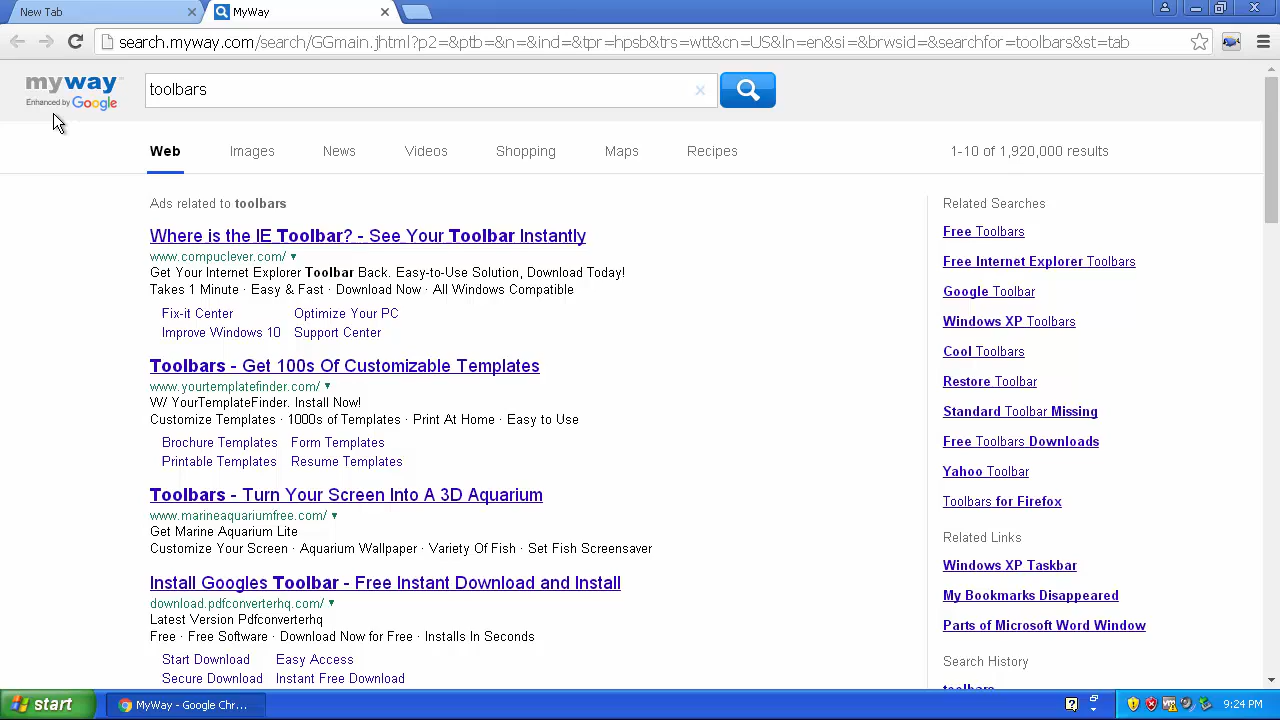 New Tab
MyWay
search.myway.com/search/GGmain.jhtml?p2=&ptb=&n=&ind=&tpr=hpsb&trs=wtt&cn=US&ln=en&si=&brwsid=&searchfor=toolbars&st=tab
myway
Enhanced by Google
toolbars
Web Images News Videos Shopping Maps Recipes
1-10 of 1,920,000 results
Ads related to toolbars
Where is the IE Toolbar? - See Your Toolbar Instantly
www.compuclever.com/
Get Your Internet Explorer Toolbar Back. Easy-to-Use Solution, Download Today!
Takes 1 Minute · Easy & Fast · Download Now · All Windows Compatible
Fix-it Center Optimize Your PC
Improve Windows 10 Support Center
Toolbars - Get 100s Of Customizable Templates
www.yourtemplatefinder.com/
W/ YourTemplateFinder. Install Now!
Customize Templates · 1000s of Templates · Print At Home · Easy to Use
Brochure Templates Form Templates
Printable Templates Resume Templates
Toolbars - Turn Your Screen Into A 3D Aquarium
www.marineaquariumfree.com/
Get Marine Aquarium Lite
Customize Your Screen · Aquarium Wallpaper · Variety Of Fish · Set Fish Screensaver
Install Googles Toolbar - Free Instant Download and Install
download.pdfconverterhq.com/
Latest Version Pdfconverterhq
Free · Free Software · Download Now for Free · Installs In Seconds
Start Download Easy Access
Secure Download Instant Free Download
Related Searches
Free Toolbars
Free Internet Explorer Toolbars
Google Toolbar
Windows XP Toolbars
Cool Toolbars
Restore Toolbar
Standard Toolbar Missing
Free Toolbars Downloads
Yahoo Toolbar
Toolbars for Firefox
Related Links
Windows XP Taskbar
My Bookmarks Disappeared
Parts of Microsoft Word Window
Search History
toolbars
start
MyWay - Google Chr...
9:24 PM